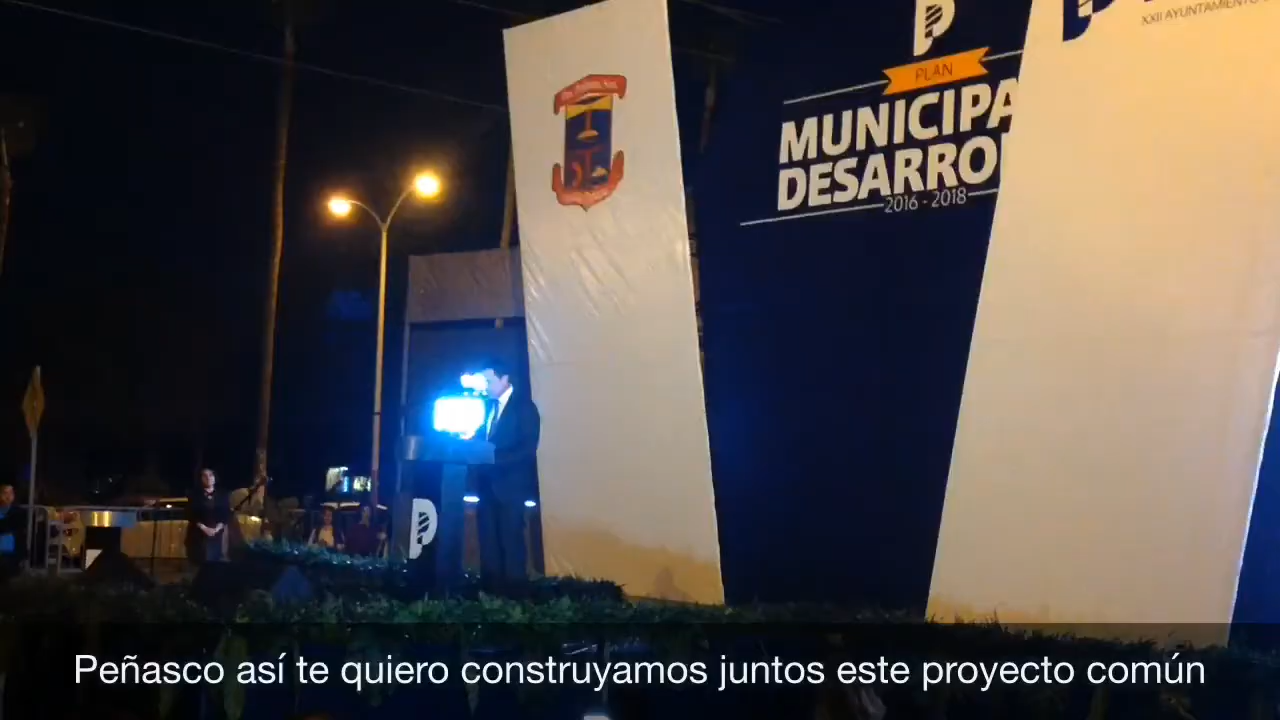 PLAN
MUNICIPA
DESARRO
2016 - 2018
XXII AYUNTAMIENTO
Peñasco así te quiero construyamos juntos este proyecto común